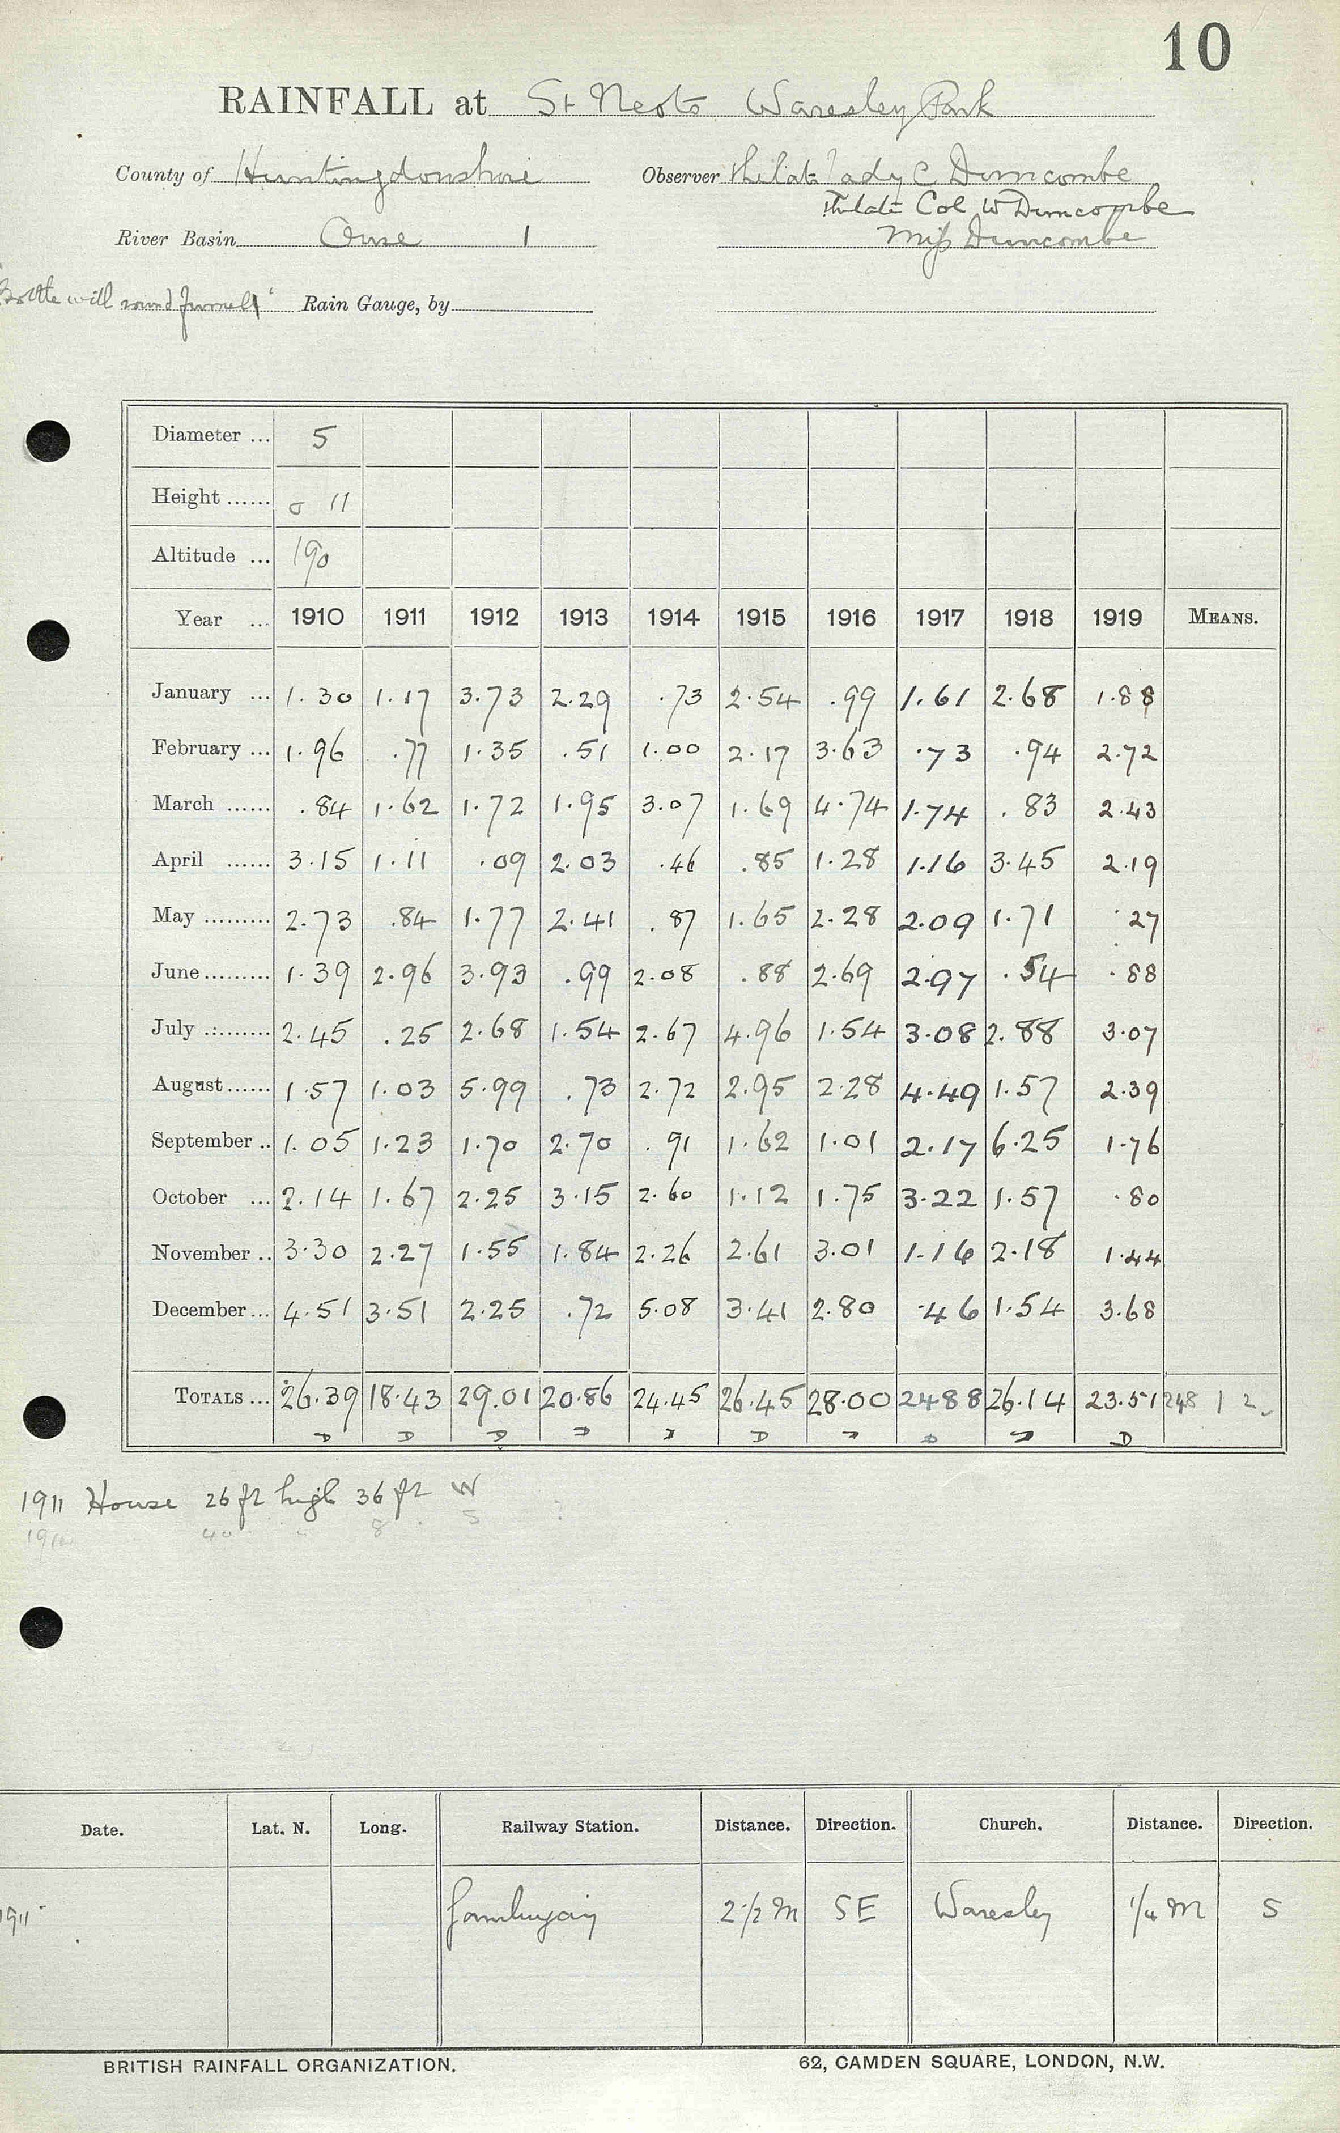 10
RAINFALL at St Neots Waresley Park
County of Huntingdonshire Observer The late Lady C Duncombe
The late Col W Duncombe
River Basin Ouse 1 Miss Duncombe
"Bottle with round funnel" Rain Gauge, by
Diameter ... 5
Height ...... 0 11
Altitude ... 190
Year ... 1910 1911 1912 1913 1914 1915 1916 1917 1918 1919 MEANS.
January ... 1.30 1.17 3.73 2.29 .73 2.54 .99 1.61 2.68 1.88
February ... 1.96 .77 1.35 .51 1.00 2.17 3.63 .73 .94 2.72
March ...... .84 1.62 1.72 1.95 3.07 1.69 4.74 1.74 .83 2.43
April ...... 3.15 1.11 .09 2.03 .46 .85 1.28 1.16 3.45 2.19
May ......... 2.73 .84 1.77 2.41 .87 1.65 2.28 2.09 1.71 .27
June ......... 1.39 2.96 3.93 .99 2.08 .88 2.69 2.97 .54 .88
July ......... 2.45 .25 2.68 1.54 2.67 4.96 1.54 3.08 2.88 3.07
August ...... 1.57 1.03 5.99 .73 2.72 2.95 2.28 4.49 1.57 2.39
September .. 1.05 1.23 1.70 2.70 .91 1.62 1.01 2.17 6.25 1.76
October ... 2.14 1.67 2.25 3.15 2.60 1.12 1.75 3.22 1.57 .80
November .. 3.30 2.27 1.55 1.84 2.26 2.61 3.01 1.16 2.18 1.44
December ... 4.51 3.51 2.25 .72 5.08 3.41 2.80 .46 1.54 3.68
TOTALS ... 26.39 18.43 29.01 20.86 24.45 26.45 28.00 24.88 26.14 23.51 248 1 2
1911 House 26 ft high 36 ft W
Date. Lat. N. Long. Railway Station. Distance. Direction. Church. Distance. Direction.
1911 Gamlingay 2 1/2 M SE Waresley 1/4 M S
BRITISH RAINFALL ORGANIZATION. 62, CAMDEN SQUARE, LONDON, N.W.